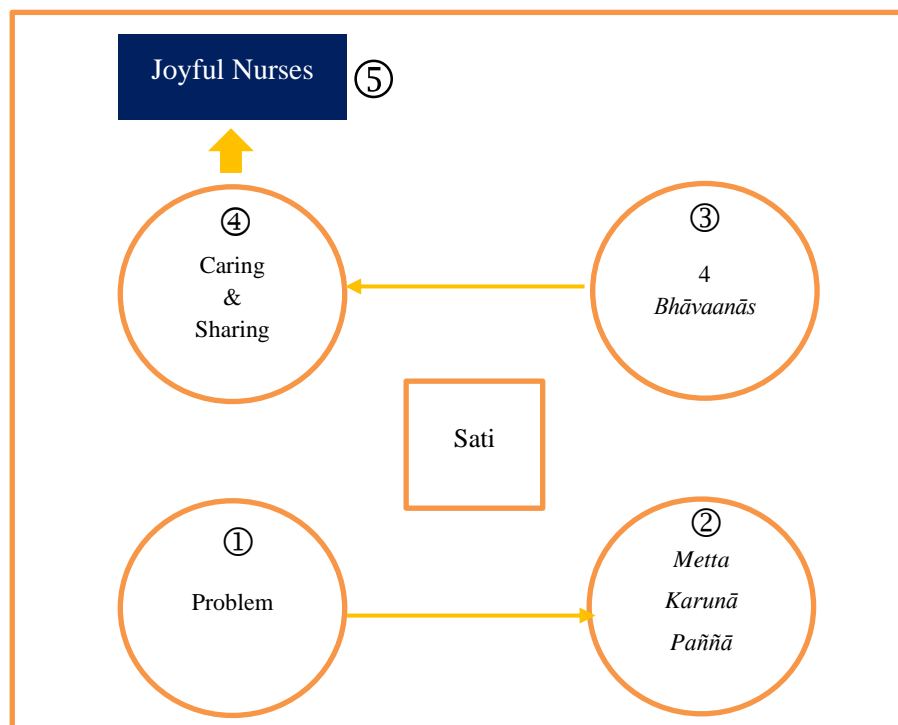 Joyful Nurses
⑤
④
Caring
&
Sharing
③
4
Bhāvaanās
Sati
①
Problem
②
Metta
Karunā
Paññā